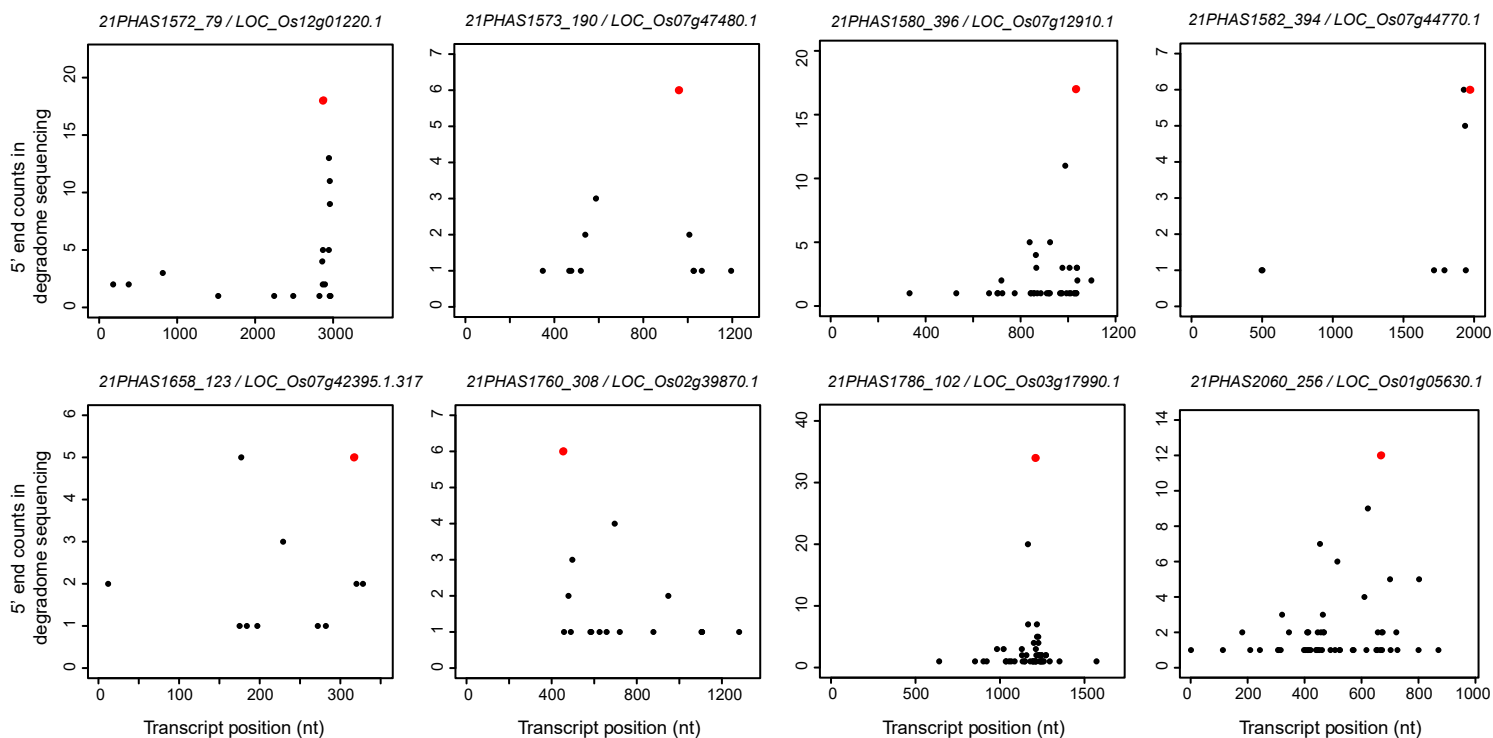 21PHAS1572_79 / LOC_Os12g01220.1
21PHAS1573_190 / LOC_Os07g47480.1
21PHAS1580_396 / LOC_Os07g12910.1
21PHAS1582_394 / LOC_Os07g44770.1
5' end counts in
degradome sequencing
0 5 10 15 20
0 1000 2000 3000
0 1 2 3 4 5 6 7
0 400 800 1200
0 5 10 15 20
0 400 800 1200
0 1 2 3 4 5 6 7
0 500 1000 1500 2000
21PHAS1658_123 / LOC_Os07g42395.1.317
21PHAS1760_308 / LOC_Os02g39870.1
21PHAS1786_102 / LOC_Os03g17990.1
21PHAS2060_256 / LOC_Os01g05630.1
5' end counts in
degradome sequencing
0 1 2 3 4 5 6
0 100 200 300
0 1 2 3 4 5 6 7
0 400 800 1200
0 10 20 30 40
0 500 1000 1500
0 2 4 6 8 10 12 14
0 200 400 600 800 1000
Transcript position (nt)
Transcript position (nt)
Transcript position (nt)
Transcript position (nt)